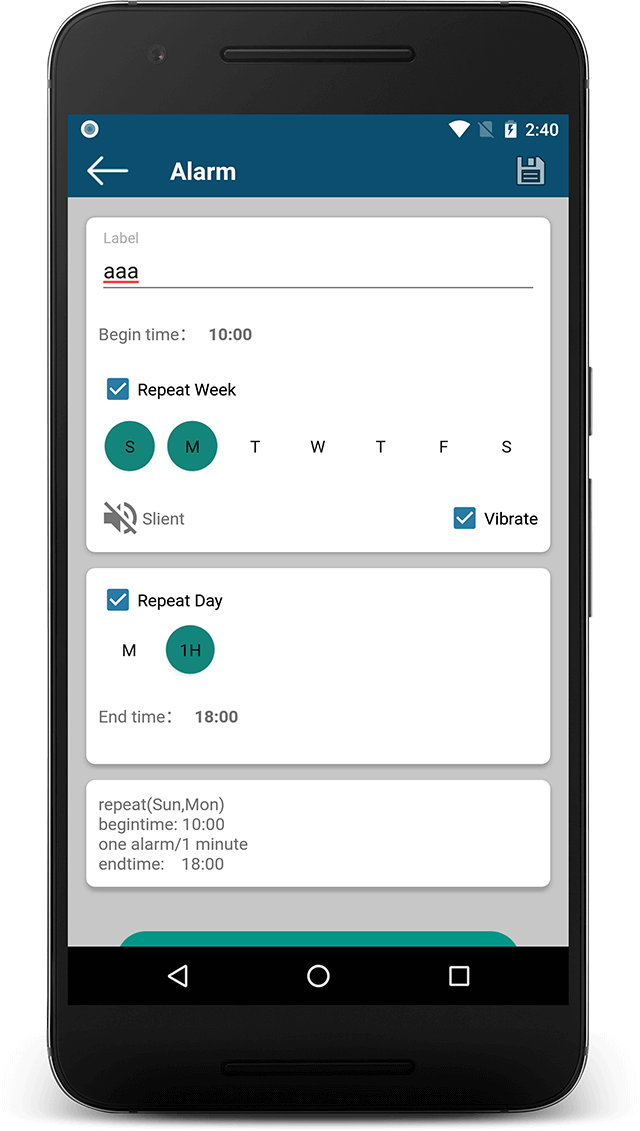 2:40
Alarm
Label
aaa
Begin time： 10:00
Repeat Week
S M T W T F S
Slient Vibrate
Repeat Day
M 1H
End time： 18:00
repeat(Sun,Mon)
begintime: 10:00
one alarm/1 minute
endtime: 18:00